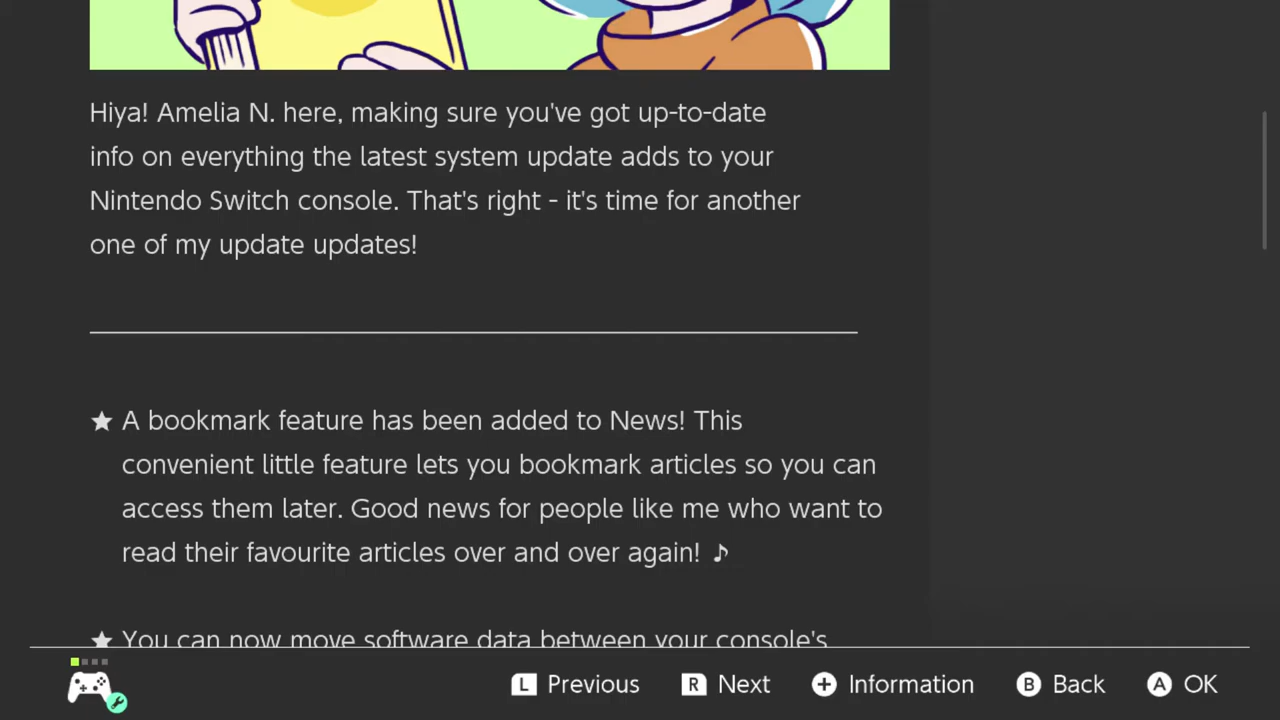 Hiya! Amelia N. here, making sure you've got up-to-date
info on everything the latest system update adds to your
Nintendo Switch console. That's right - it's time for another
one of my update updates!
★ A bookmark feature has been added to News! This
convenient little feature lets you bookmark articles so you can
access them later. Good news for people like me who want to
read their favourite articles over and over again! ♪
★ You can now move software data between your console's
L Previous R Next + Information B Back A OK